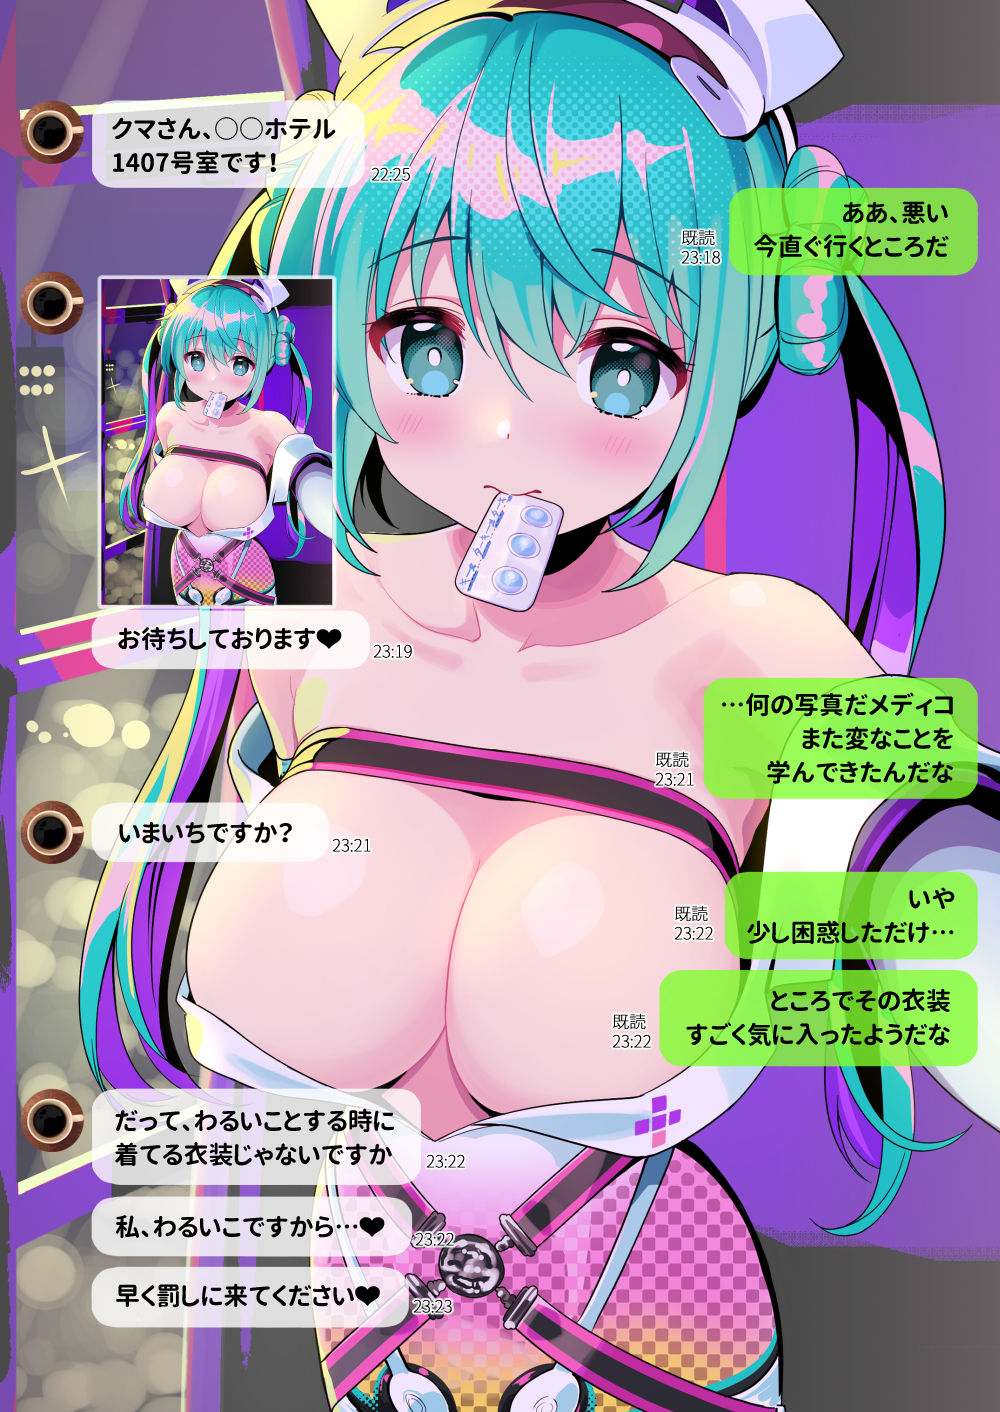 クマさん、○○ホテル
1407号室です！
22:25
ああ、悪い
今直ぐ行くところだ
既読
23:18
お待ちしております♥
23:19
…何の写真だメディコ
また変なことを
学んできたんだな
既読
23:21
いまいちですか？
23:21
いや
少し困惑しただけ…
既読
23:22
ところでその衣装
すごく気に入ったようだな
既読
23:22
だって、わるいことする時に
着てる衣装じゃないですか
23:22
私、わるいこですから…♥
23:22
早く罰しに来てください♥
23:23